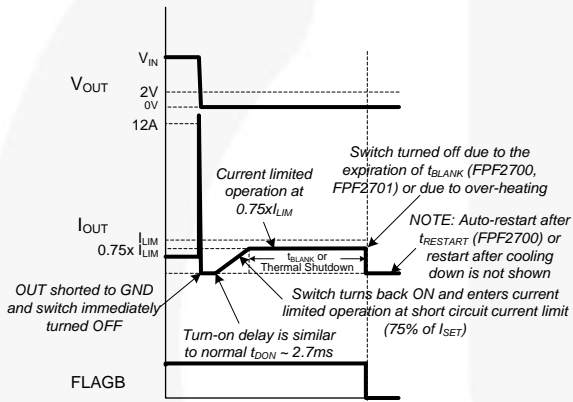 VIN
VOUT
2V
0V
12A
Switch turned off due to the
expiration of tBLANK (FPF2700,
FPF2701) or due to over-heating
Current limited
operation at
0.75xILIM
IOUT
ILIM
0.75x ILIM
NOTE: Auto-restart after
tRESTART (FPF2700) or
restart after cooling
down is not shown
tBLANK or
Thermal Shutdown
OUT shorted to GND
and switch immediately
turned OFF
Switch turns back ON and enters current
limited operation at short circuit current limit
(75% of ISET)
Turn-on delay is similar
to normal tDON ~ 2.7ms
FLAGB